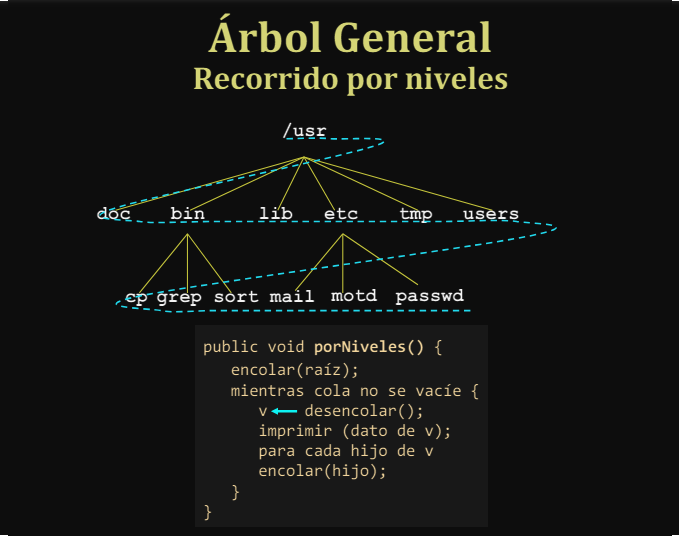 Árbol General
Recorrido por niveles
/usr
doc bin lib etc tmp users
cp grep sort mail motd passwd
public void porNiveles() {
encolar(raíz);
mientras cola no se vacíe {
v ← desencolar();
imprimir (dato de v);
para cada hijo de v
encolar(hijo);
}
}